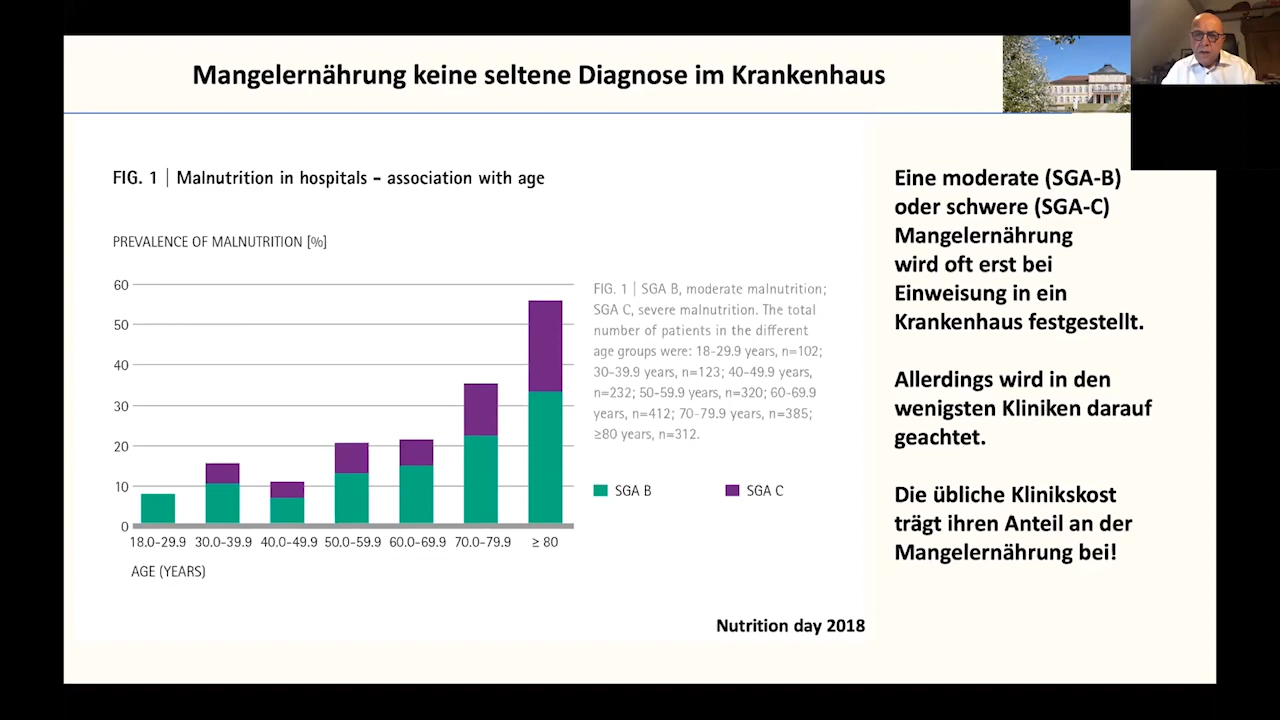 Mangelernährung keine seltene Diagnose im Krankenhaus
FIG. 1 | Malnutrition in hospitals – association with age
PREVALENCE OF MALNUTRITION [%]
60
50
40
30
20
10
0
18.0-29.9 30.0-39.9 40.0-49.9 50.0-59.9 60.0-69.9 70.0-79.9 ≥ 80
AGE (YEARS)
FIG. 1 | SGA B, moderate malnutrition;
SGA C, severe malnutrition. The total
number of patients in the different
age groups were: 18-29.9 years, n=102;
30-39.9 years, n=123; 40-49.9 years,
n=232; 50-59.9 years, n=320; 60-69.9
years, n=412; 70-79.9 years, n=385;
≥80 years, n=312.
SGA B SGA C
Nutrition day 2018
Eine moderate (SGA-B)
oder schwere (SGA-C)
Mangelernährung
wird oft erst bei
Einweisung in ein
Krankenhaus festgestellt.
Allerdings wird in den
wenigsten Kliniken darauf
geachtet.
Die übliche Klinikskost
trägt ihren Anteil an der
Mangelernährung bei!